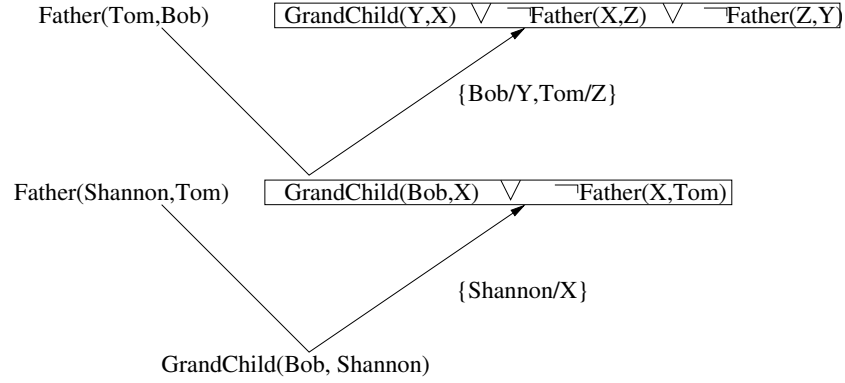 Father(Tom,Bob) GrandChild(Y,X) ∨ ¬Father(X,Z) ∨ ¬Father(Z,Y)
{Bob/Y,Tom/Z}
Father(Shannon,Tom) GrandChild(Bob,X) ∨ ¬Father(X,Tom)
{Shannon/X}
GrandChild(Bob, Shannon)